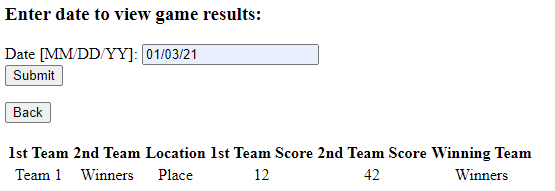 Enter date to view game results:
Date [MM/DD/YY]: 01/03/21
Submit
Back
1st Team 2nd Team Location 1st Team Score 2nd Team Score Winning Team
Team 1 Winners Place 12 42 Winners